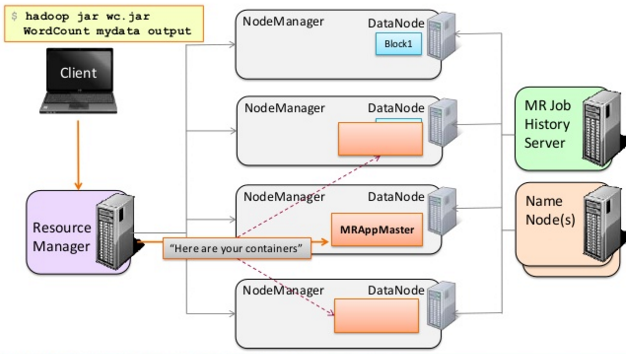 $ hadoop jar wc.jar
WordCount mydata output
Client
Resource
Manager
"Here are your containers"
NodeManager
DataNode
Block1
NodeManager
DataNode
NodeManager
DataNode
MRAppMaster
NodeManager
DataNode
MR Job
History
Server
Name
Node(s)